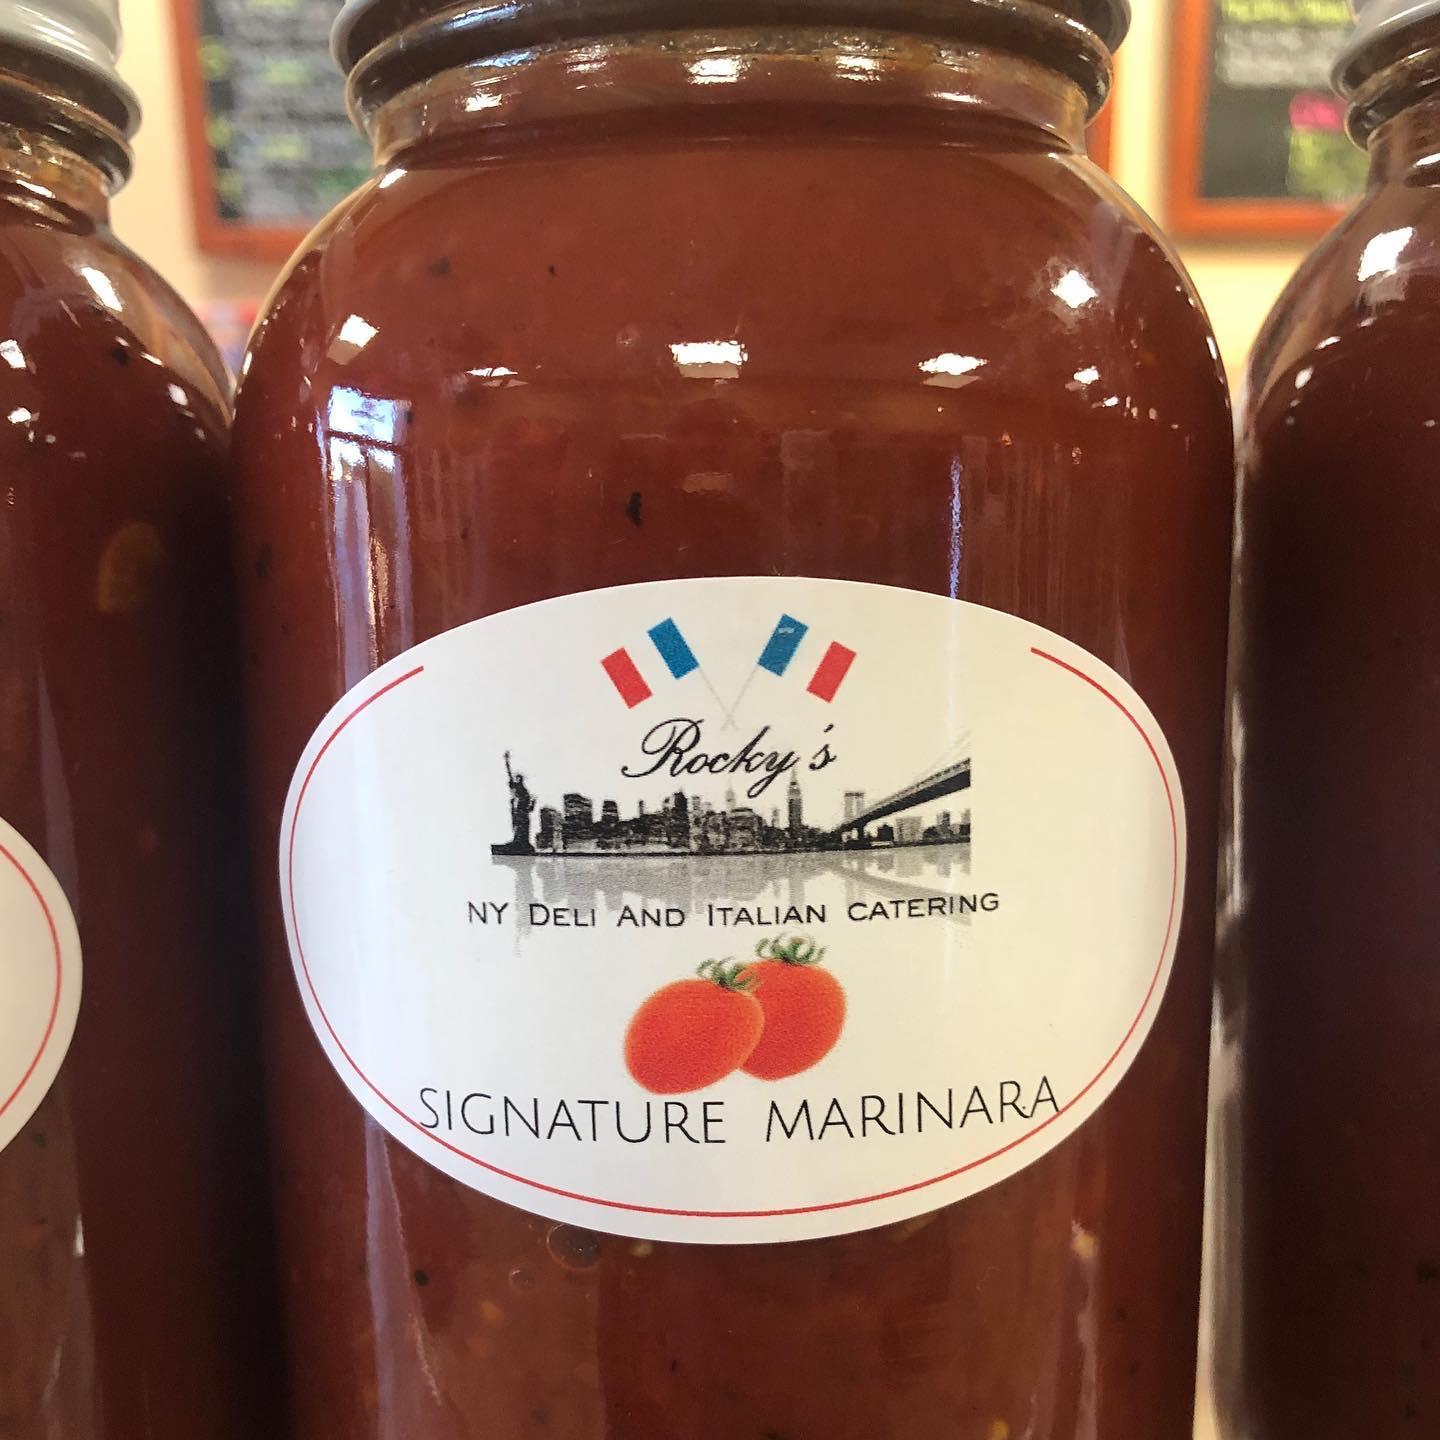 Rocky's
NY DELI AND ITALIAN CATERING
SIGNATURE MARINARA